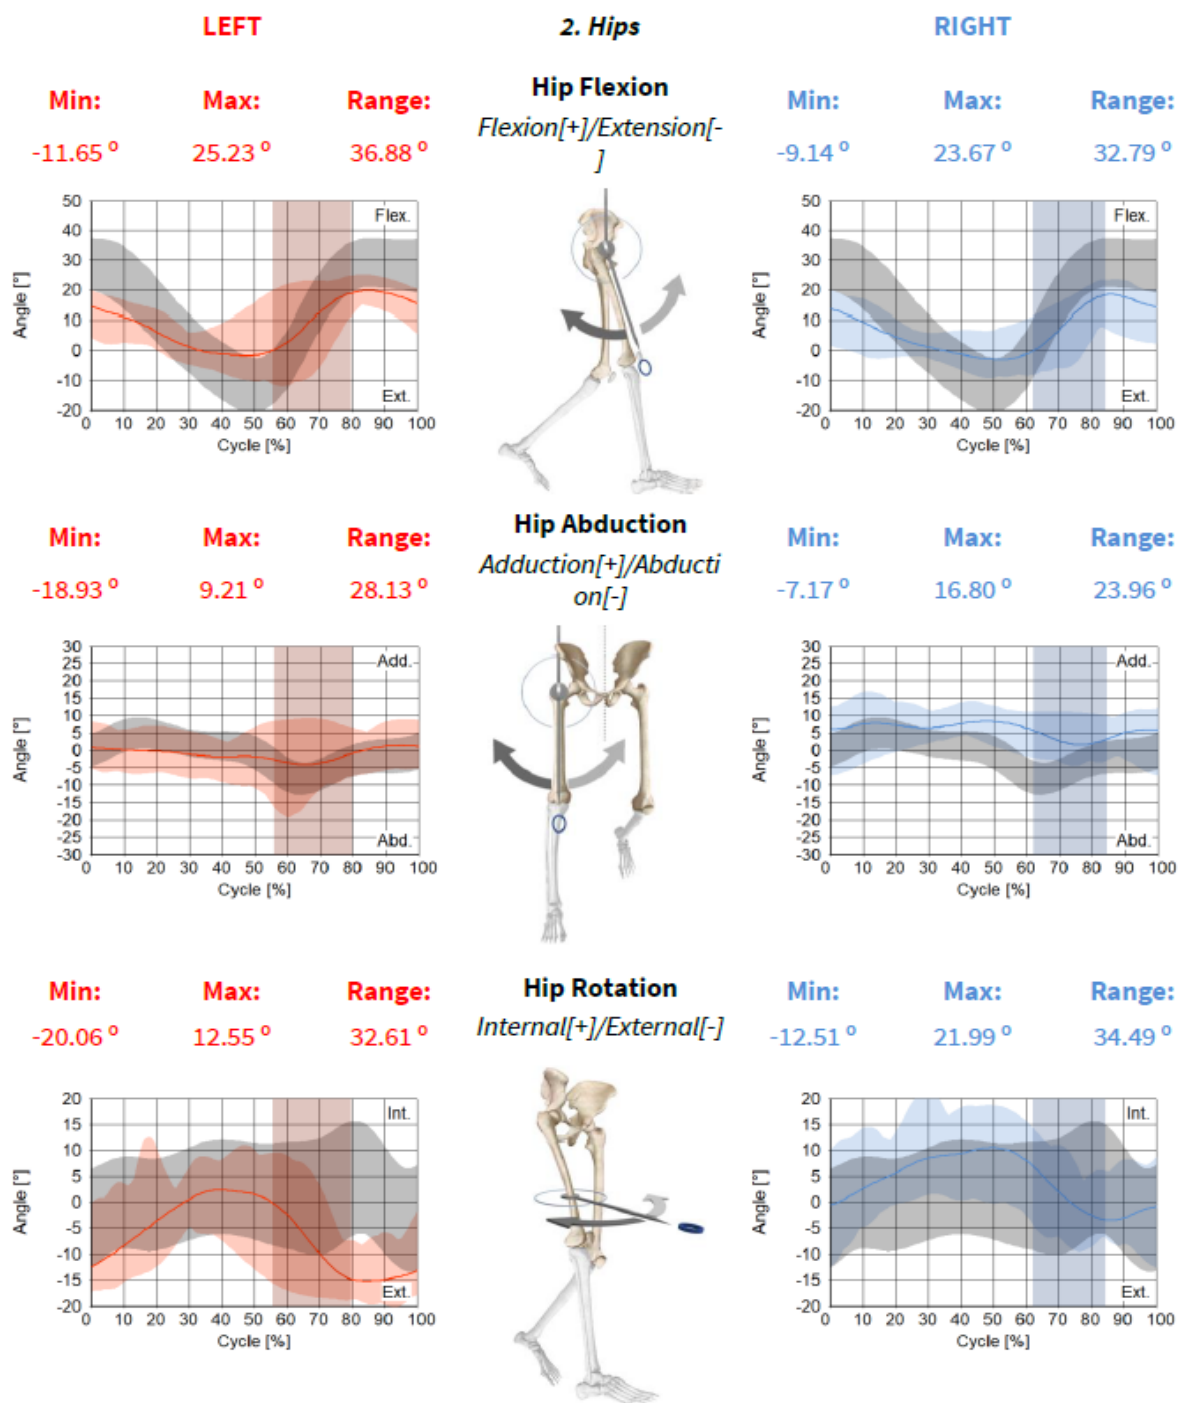 LEFT 2. Hips RIGHT
Hip Flexion
Min: Max: Range: Min: Max: Range:
Flexion[+]/Extension[-
]
-11.65 º 25.23 º 36.88 º -9.14 º 23.67 º 32.79 º
50
40
30
20
10
0
-10
-20
Angle [°]
Flex.
Ext.
0 10 20 30 40 50 60 70 80 90 100
Cycle [%]
50
40
30
20
10
0
-10
-20
Angle [°]
Flex.
Ext.
0 10 20 30 40 50 60 70 80 90 100
Cycle [%]
Hip Abduction
Min: Max: Range: Min: Max: Range:
Adduction[+]/Abducti
on[-]
-18.93 º 9.21 º 28.13 º -7.17 º 16.80 º 23.96 º
30
25
20
15
10
5
0
-5
-10
-15
-20
-25
-30
Angle [°]
Add.
Abd.
0 10 20 30 40 50 60 70 80 90 100
Cycle [%]
30
25
20
15
10
5
0
-5
-10
-15
-20
-25
-30
Angle [°]
Add.
Abd.
0 10 20 30 40 50 60 70 80 90 100
Cycle [%]
Hip Rotation
Min: Max: Range: Min: Max: Range:
Internal[+]/External[-]
-20.06 º 12.55 º 32.61 º -12.51 º 21.99 º 34.49 º
20
15
10
5
0
-5
-10
-15
-20
Angle [°]
Int.
Ext.
0 10 20 30 40 50 60 70 80 90 100
Cycle [%]
20
15
10
5
0
-5
-10
-15
-20
Angle [°]
Int.
Ext.
0 10 20 30 40 50 60 70 80 90 100
Cycle [%]